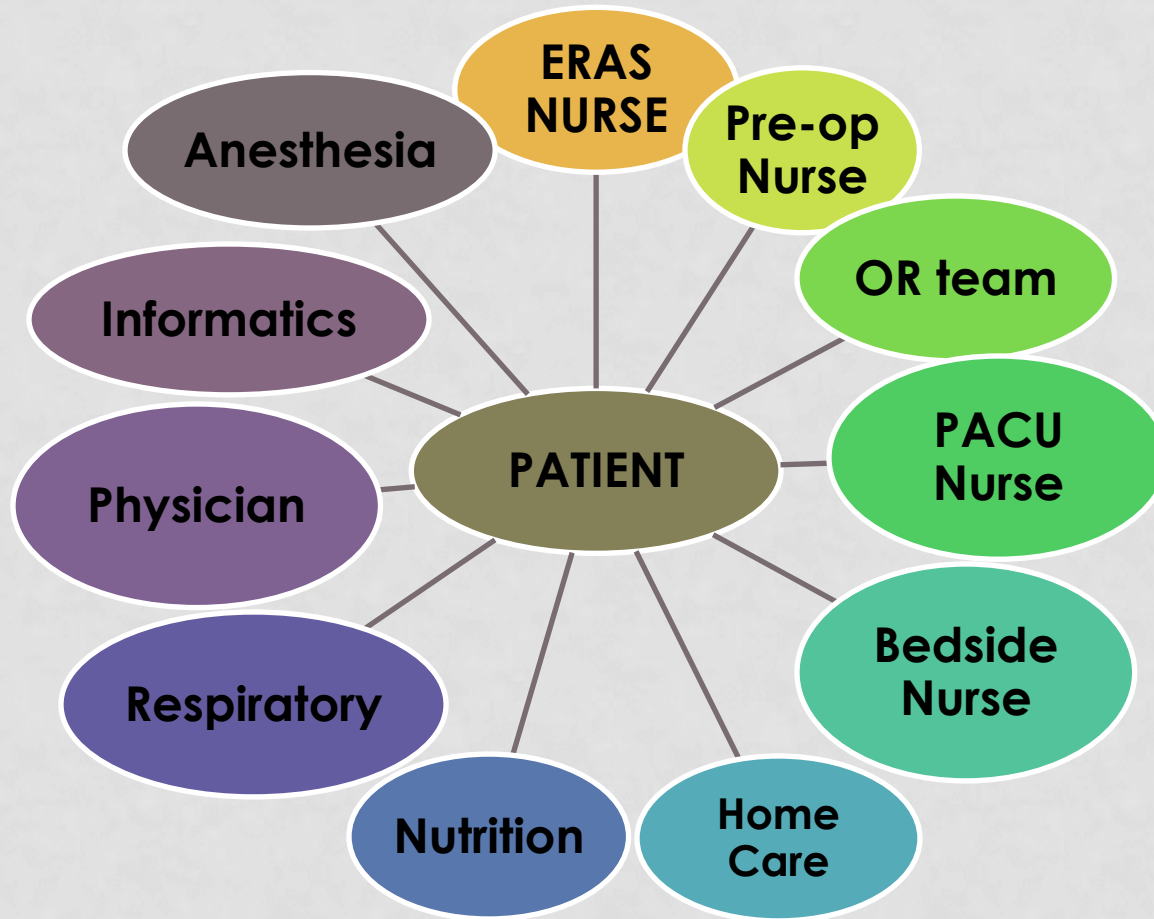 ERAS
NURSE
Pre-op
Nurse
OR team
PACU
Nurse
Bedside
Nurse
Home
Care
Nutrition
Respiratory
Physician
Informatics
Anesthesia
PATIENT